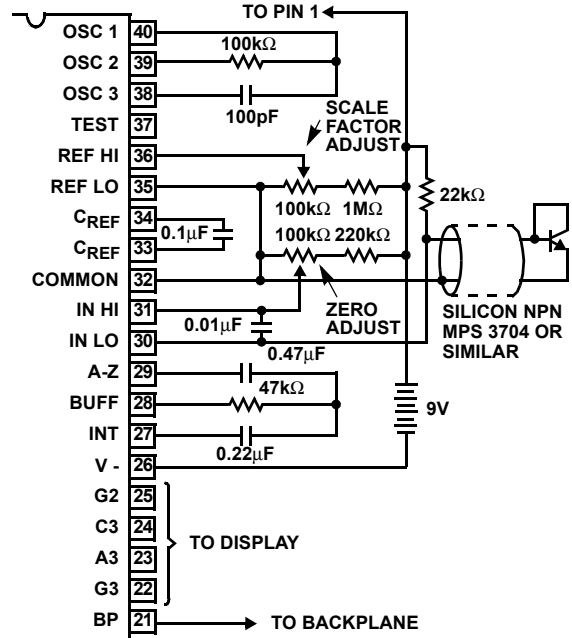 TO PIN 1
OSC 1 40
100kΩ
OSC 2 39
OSC 3 38
100pF
TEST 37
SCALE
FACTOR
ADJUST
REF HI 36
REF LO 35
100kΩ 1MΩ
22kΩ
CREF 34
0.1µF
CREF 33
100kΩ 220kΩ
COMMON 32
IN HI 31
0.01µF
ZERO
ADJUST
SILICON NPN
MPS 3704 OR
SIMILAR
IN LO 30
0.47µF
A-Z 29
47kΩ
BUFF 28
9V
INT 27
0.22µF
V - 26
G2 25
C3 24
TO DISPLAY
A3 23
G3 22
BP 21
TO BACKPLANE